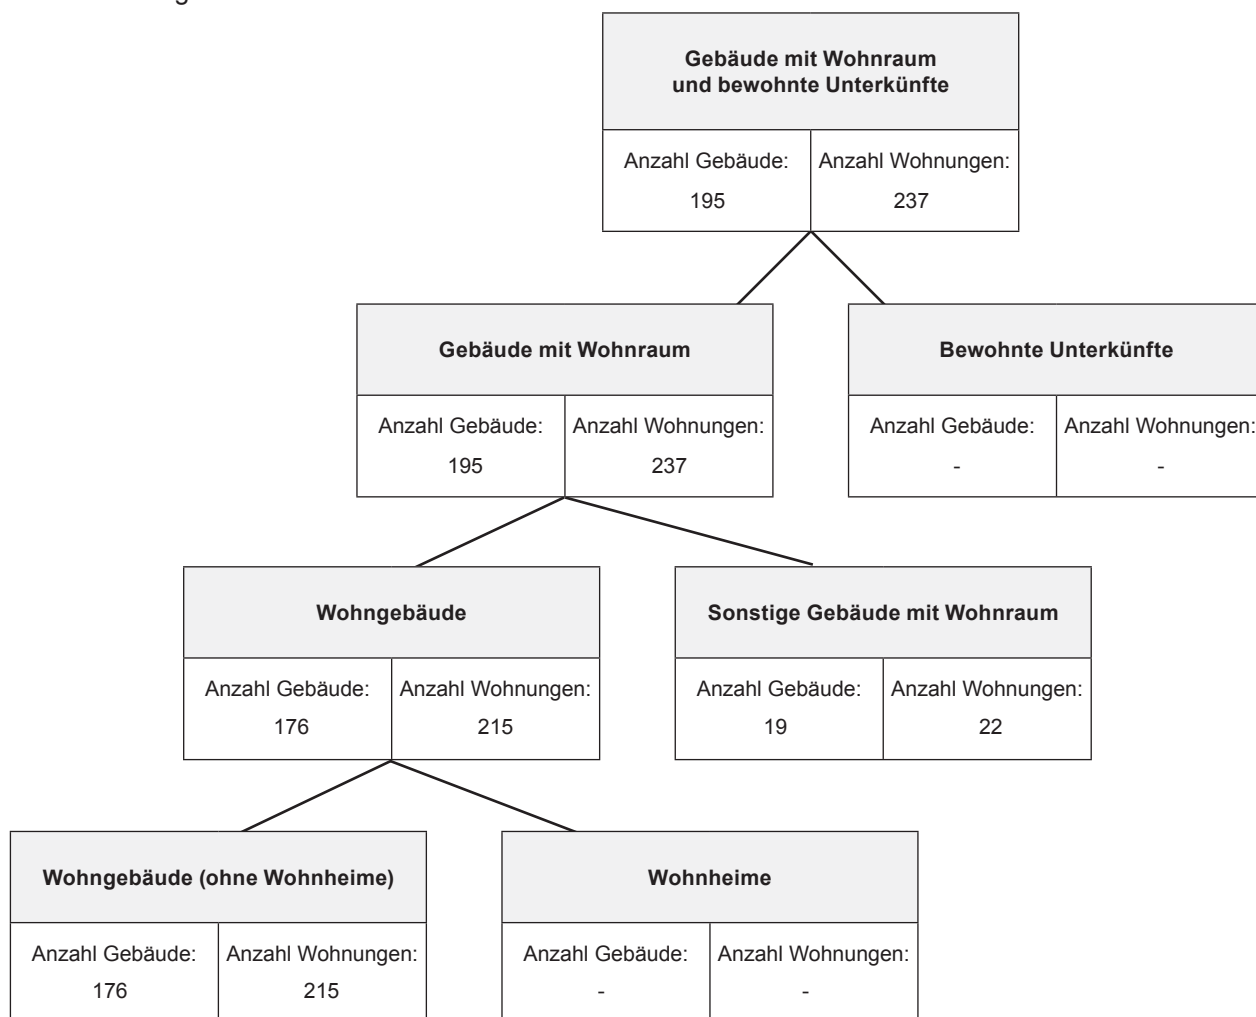 Gebäude mit Wohnraum
und bewohnte Unterkünfte
Anzahl Gebäude: Anzahl Wohnungen:
195 237
Gebäude mit Wohnraum
Anzahl Gebäude: Anzahl Wohnungen:
195 237
Bewohnte Unterkünfte
Anzahl Gebäude: Anzahl Wohnungen:
- -
Wohngebäude
Anzahl Gebäude: Anzahl Wohnungen:
176 215
Sonstige Gebäude mit Wohnraum
Anzahl Gebäude: Anzahl Wohnungen:
19 22
Wohngebäude (ohne Wohnheime)
Anzahl Gebäude: Anzahl Wohnungen:
176 215
Wohnheime
Anzahl Gebäude: Anzahl Wohnungen:
- -